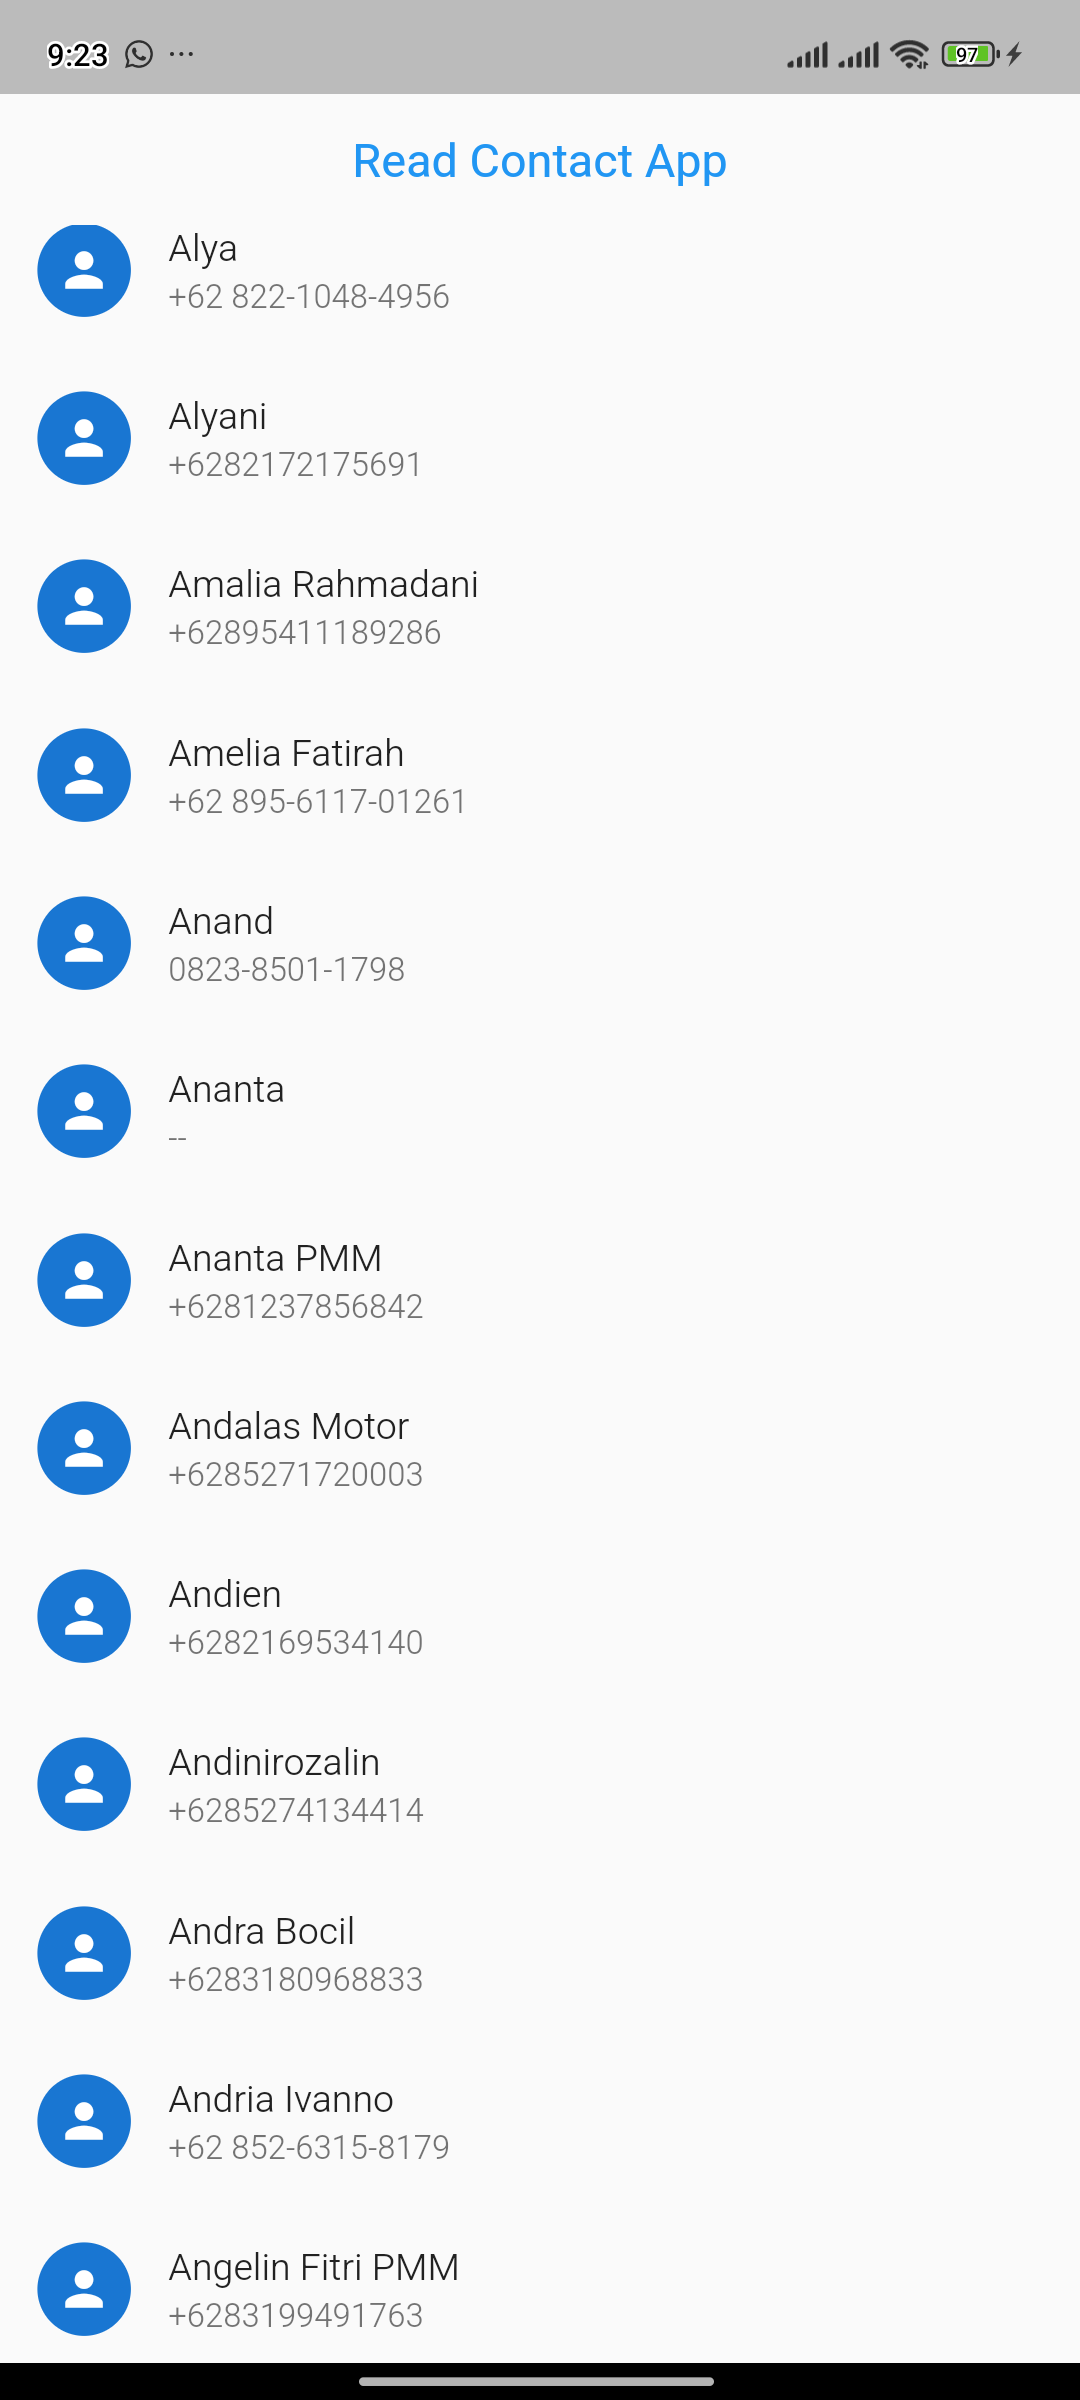 9:23
97
Read Contact App
Alya
+62 822-1048-4956
Alyani
+6282172175691
Amalia Rahmadani
+62895411189286
Amelia Fatirah
+62 895-6117-01261
Anand
0823-8501-1798
Ananta
--
Ananta PMM
+6281237856842
Andalas Motor
+6285271720003
Andien
+6282169534140
Andinirozalin
+6285274134414
Andra Bocil
+6283180968833
Andria Ivanno
+62 852-6315-8179
Angelin Fitri PMM
+6283199491763